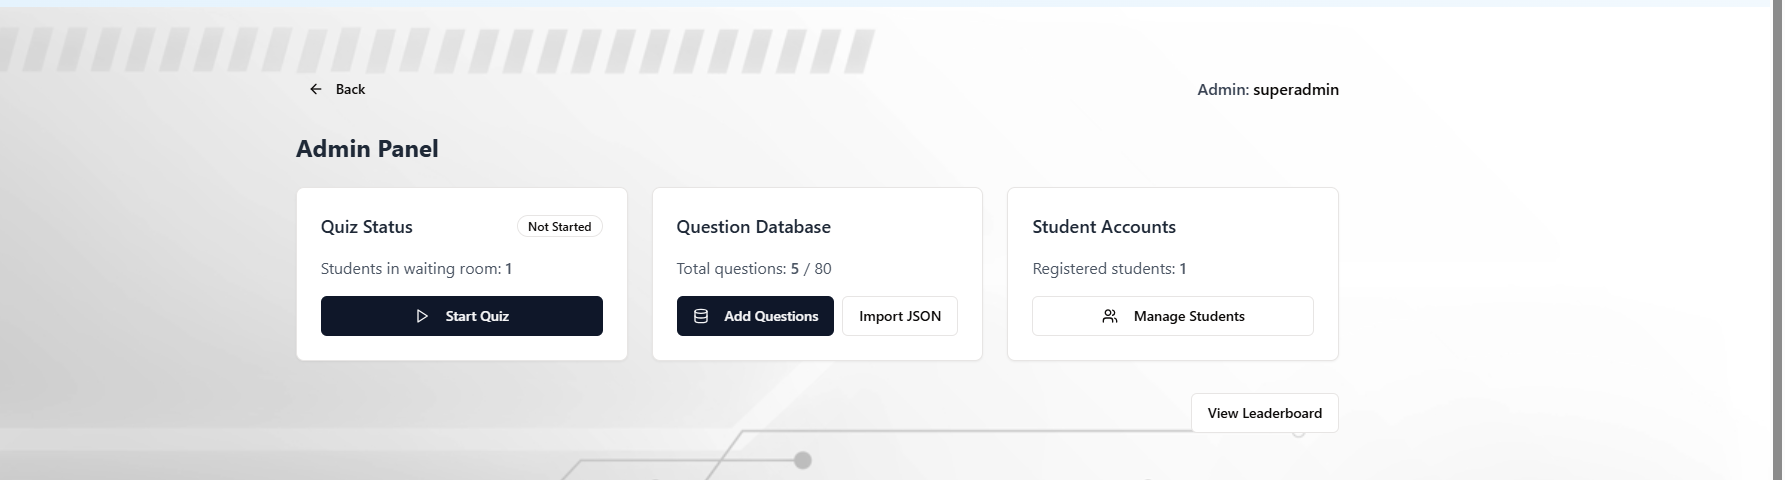 Back
Admin: superadmin
Admin Panel
Quiz Status
Not Started
Students in waiting room: 1
Start Quiz
Question Database
Total questions: 5 / 80
Add Questions
Import JSON
Student Accounts
Registered students: 1
Manage Students
View Leaderboard